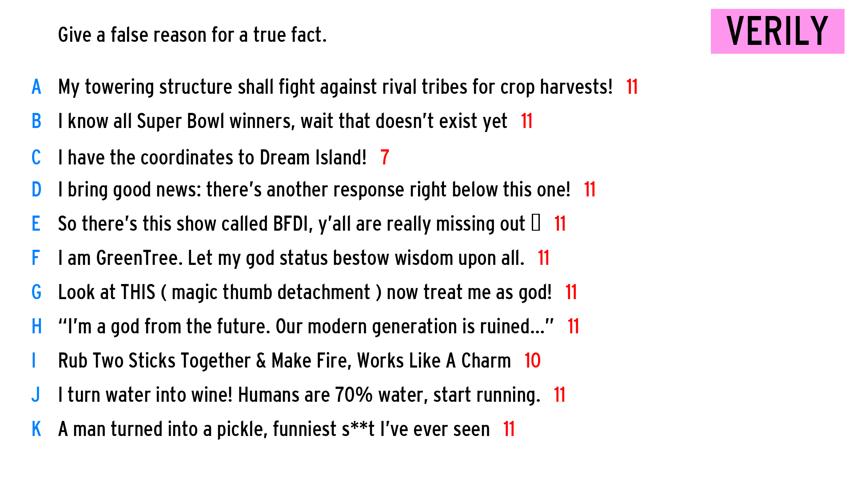 Give a false reason for a true fact.
VERILY
A My towering structure shall fight against rival tribes for crop harvests! 11
B I know all Super Bowl winners, wait that doesn’t exist yet 11
C I have the coordinates to Dream Island! 7
D I bring good news: there’s another response right below this one! 11
E So there’s this show called BFDI, y’all are really missing out ▯ 11
F I am GreenTree. Let my god status bestow wisdom upon all. 11
G Look at THIS ( magic thumb detachment ) now treat me as god! 11
H “I’m a god from the future. Our modern generation is ruined...” 11
I Rub Two Sticks Together & Make Fire, Works Like A Charm 10
J I turn water into wine! Humans are 70% water, start running. 11
K A man turned into a pickle, funniest s**t I’ve ever seen 11